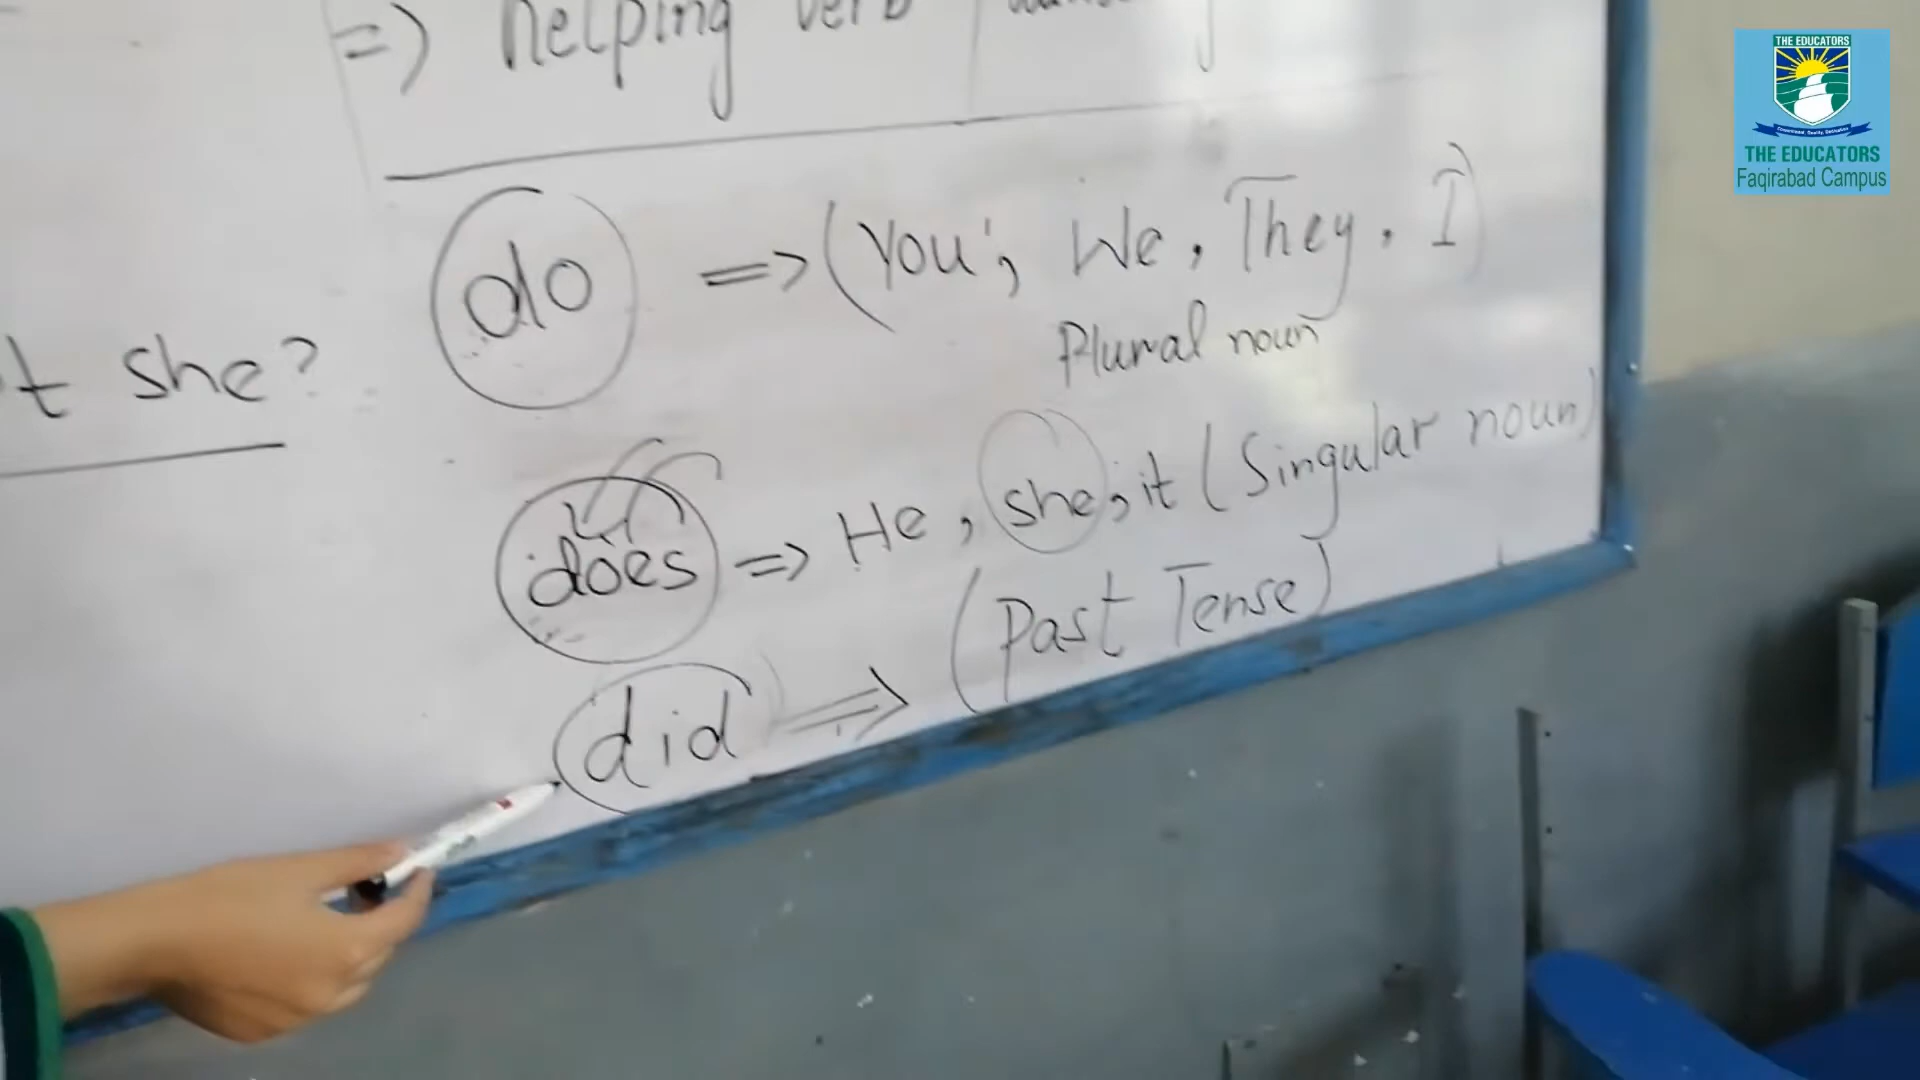 => helping verb
do => (You', We, They, I)
Plural noun
t she?
does => He, she, it (Singular noun)
did => (Past Tense)
THE EDUCATORS
THE EDUCATORS
Faqirabad Campus